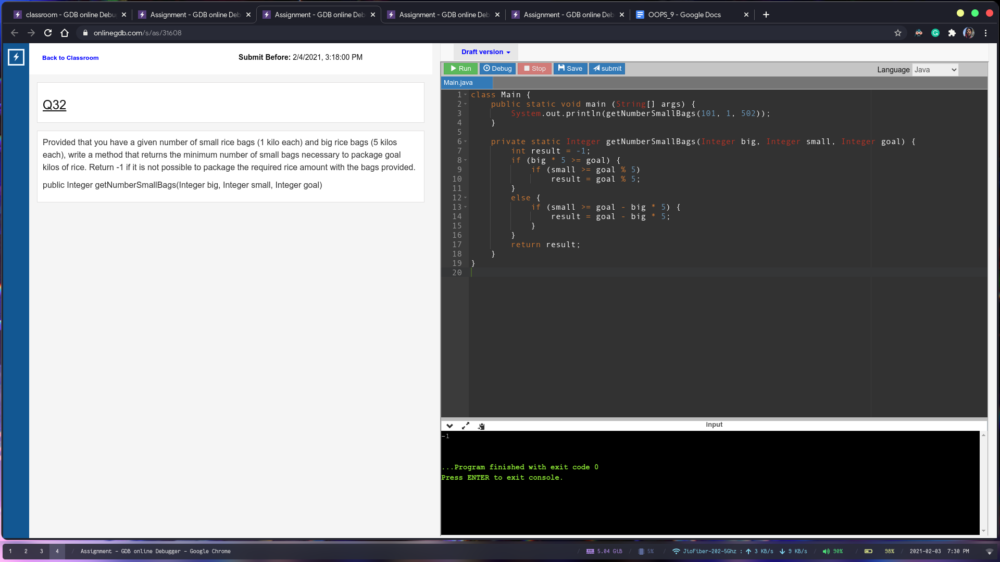 classroom - GDB online Debu
Assignment - GDB online Deb
Assignment - GDB online Deb
Assignment - GDB online Deb
Assignment - GDB online Deb
OOPS_9 - Google Docs
onlinegdb.com/s/as/31608
Back to Classroom
Submit Before: 2/4/2021, 3:18:00 PM
Q32
Provided that you have a given number of small rice bags (1 kilo each) and big rice bags (5 kilos
each), write a method that returns the minimum number of small bags necessary to package goal
kilos of rice. Return -1 if it is not possible to package the required rice amount with the bags provided.
public Integer getNumberSmallBags(Integer big, Integer small, Integer goal)
Draft version
Run Debug Stop Save submit
Language Java
Main.java
1 class Main {
2     public static void main (String[] args) {
3         System.out.println(getNumberSmallBags(101, 1, 502));
4     }
5
6     private static Integer getNumberSmallBags(Integer big, Integer small, Integer goal) {
7         int result = -1;
8         if (big * 5 >= goal) {
9             if (small >= goal % 5)
10                 result = goal % 5;
11         }
12         else {
13             if (small >= goal - big * 5) {
14                 result = goal - big * 5;
15             }
16         }
17         return result;
18     }
19 }
20
input
-1
...Program finished with exit code 0
Press ENTER to exit console.
1 2 3 4 / Assignment - GDB online Debugger - Google Chrome / 5.04 GiB / 5% / JioFiber-202-5Ghz : 3 KB/s 9 KB/s / 90% / 98% / 2021-02-03 7:30 PM